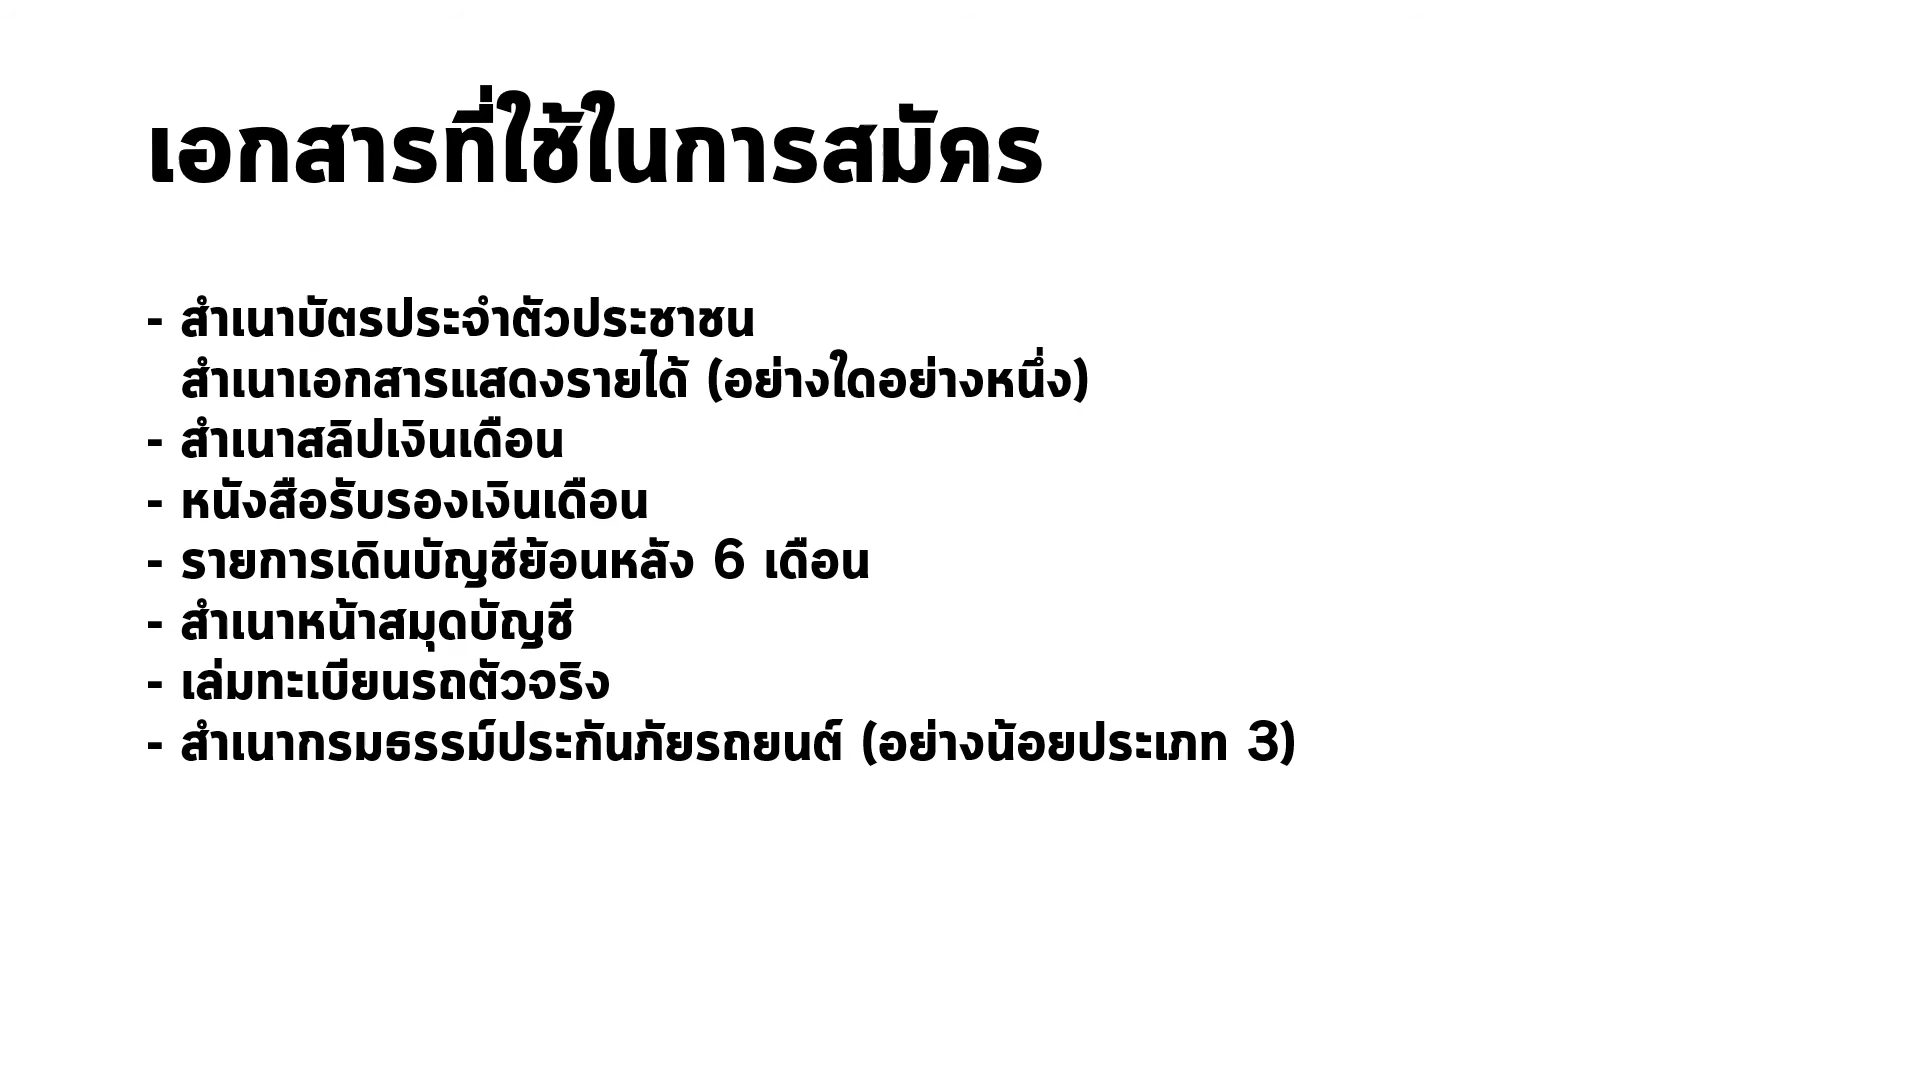 เอกสารที่ใช้ในการสมัคร
- สำเนาบัตรประจำตัวประชาชน
สำเนาเอกสารแสดงรายได้ (อย่างใดอย่างหนึ่ง)
- สำเนาสลิปเงินเดือน
- หนังสือรับรองเงินเดือน
- รายการเดินบัญชีย้อนหลัง 6 เดือน
- สำเนาหน้าสมุดบัญชี
- เล่มทะเบียนรถตัวจริง
- สำเนากรมธรรม์ประกันภัยรถยนต์ (อย่างน้อยประเภท 3)